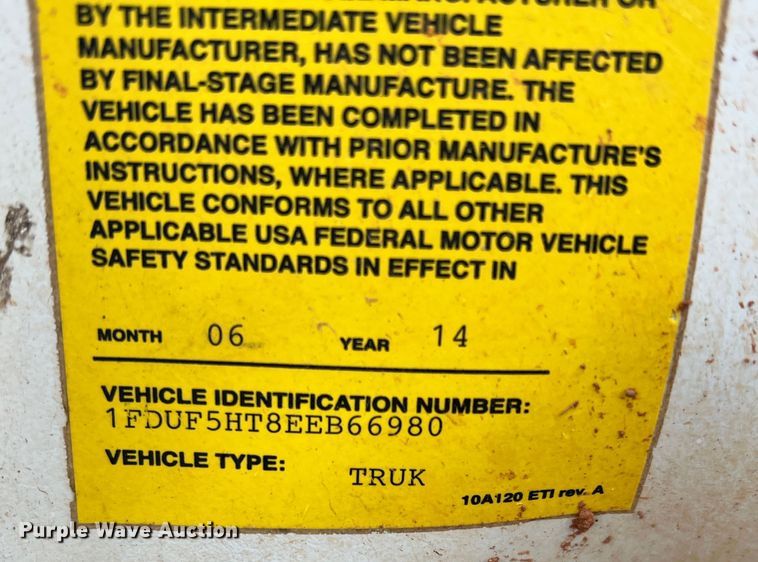 MANUFACTURER OR
BY THE INTERMEDIATE VEHICLE
MANUFACTURER, HAS NOT BEEN AFFECTED
BY FINAL-STAGE MANUFACTURE. THE
VEHICLE HAS BEEN COMPLETED IN
ACCORDANCE WITH PRIOR MANUFACTURE'S
INSTRUCTIONS, WHERE APPLICABLE. THIS
VEHICLE CONFORMS TO ALL OTHER
APPLICABLE USA FEDERAL MOTOR VEHICLE
SAFETY STANDARDS IN EFFECT IN
MONTH 06 YEAR 14
VEHICLE IDENTIFICATION NUMBER:
1FDUF5HT8EEB66980
VEHICLE TYPE: TRUK
10A120 ETI rev. A
Purple Wave Auction